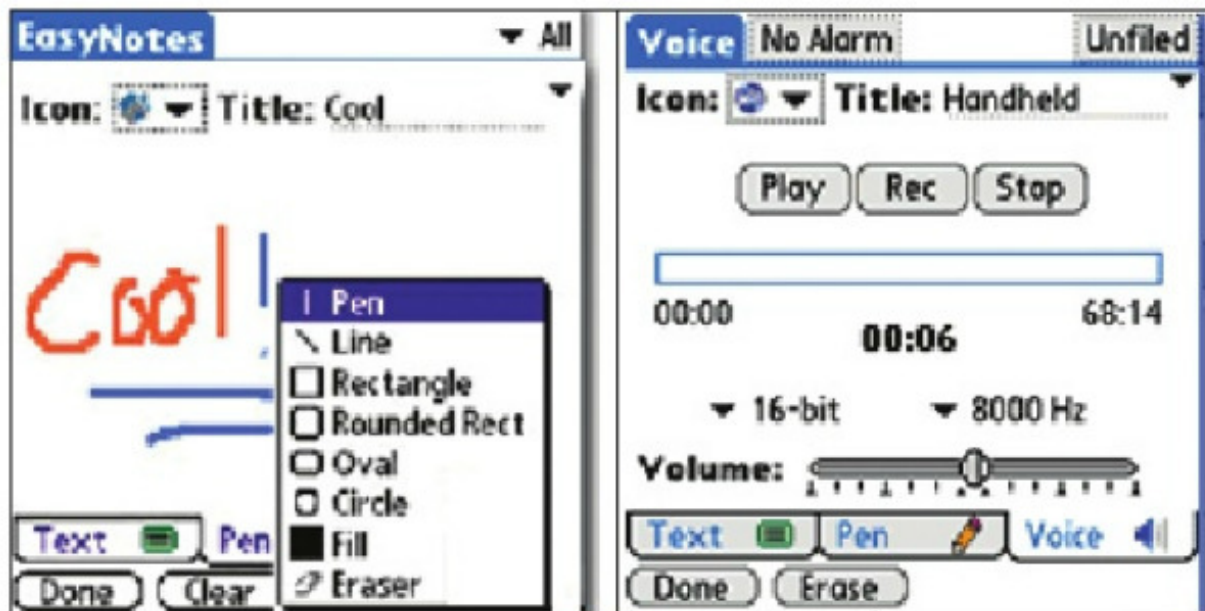 EasyNotes All
Icon: Title: Cool
Cool!
Pen
Line
Rectangle
Rounded Rect
Oval
Circle
Fill
Eraser
Text Pen
Done Clear
Voice No Alarm Unfiled
Icon: Title: Handheld
Play Rec Stop
00:00 68:14
00:06
16-bit 8000 Hz
Volume:
Text Pen Voice
Done Erase